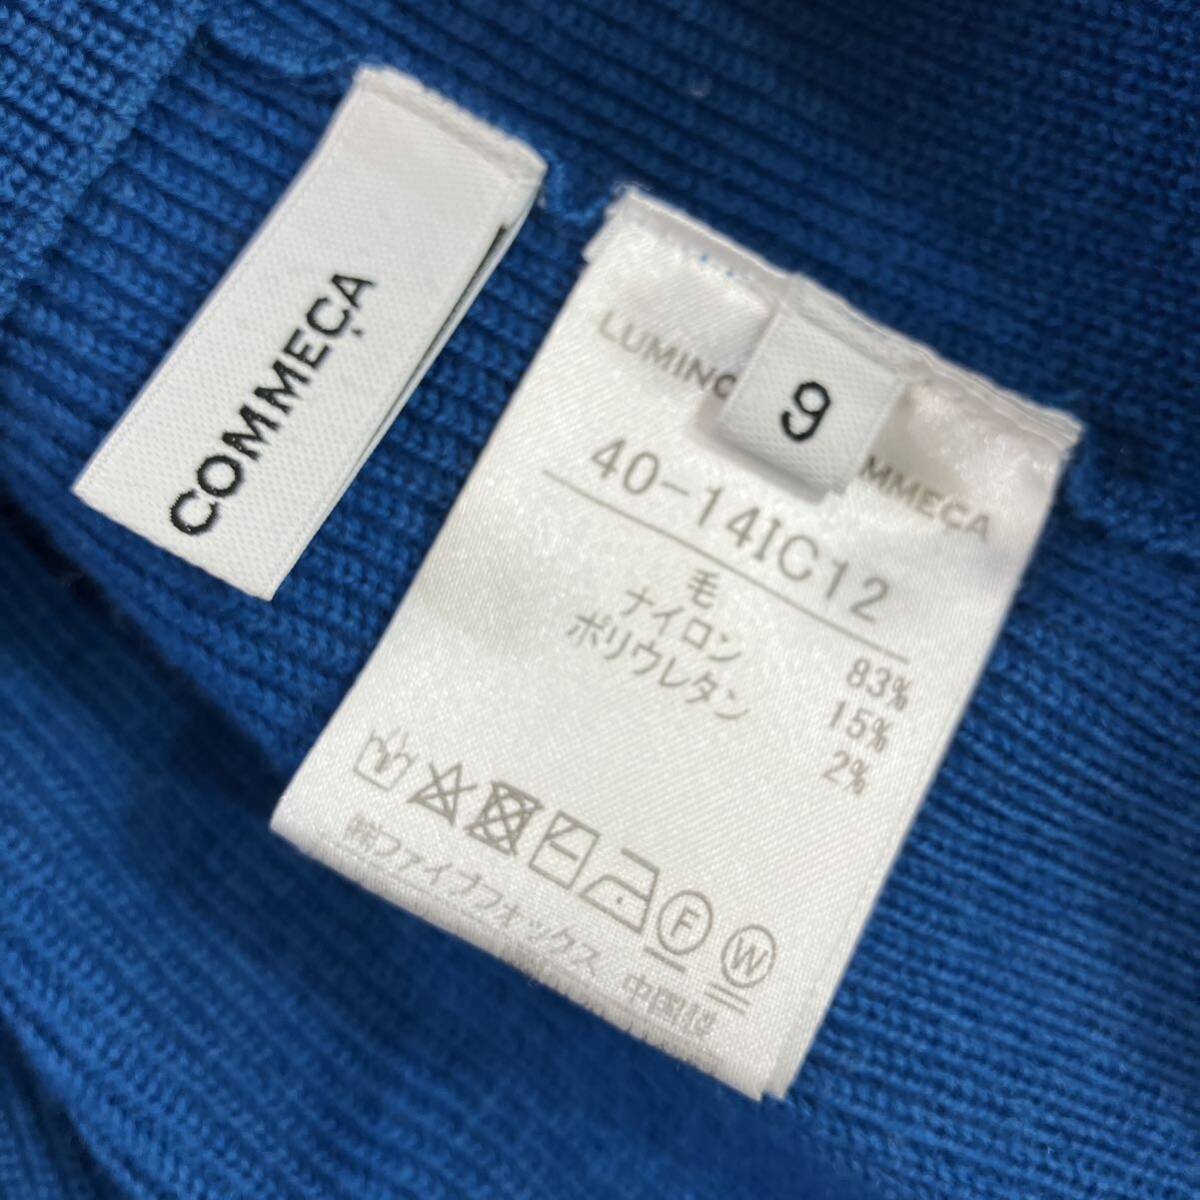 COMMEÇA
9
40-14IC12
毛 83%
ナイロン 15%
ポリウレタン 2%
F
W
㈱ファイブフォックス 中国製